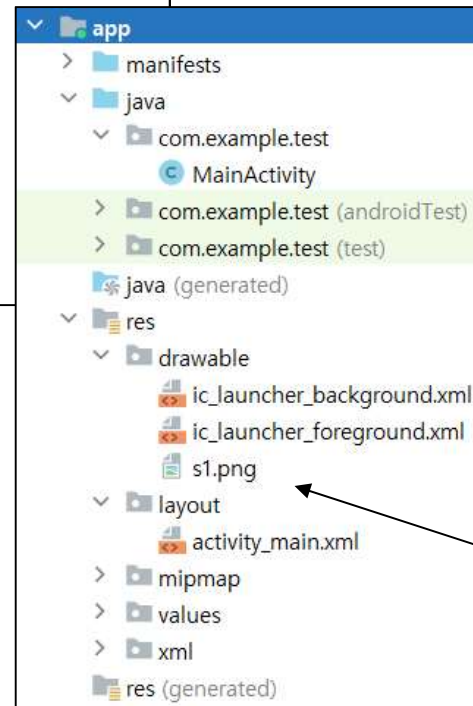 app
manifests
java
com.example.test
MainActivity
com.example.test (androidTest)
com.example.test (test)
java (generated)
res
drawable
ic_launcher_background.xml
ic_launcher_foreground.xml
s1.png
layout
activity_main.xml
mipmap
values
xml
res (generated)